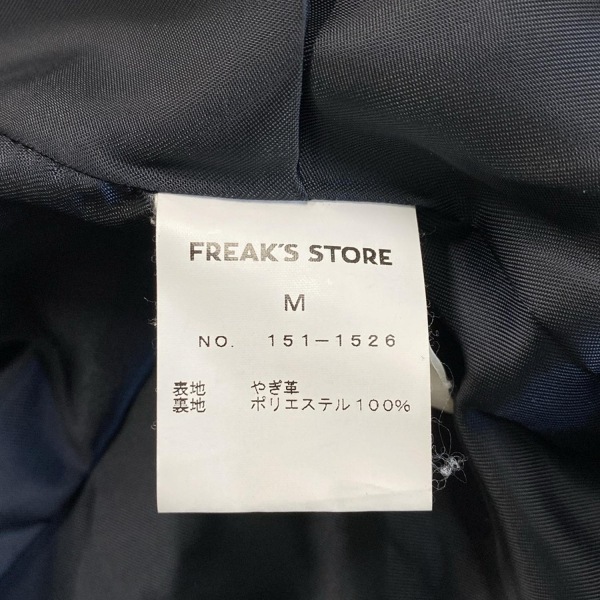 FREAK'S STORE
M
NO. 151-1526
表地 やぎ革
裏地 ポリエステル100%